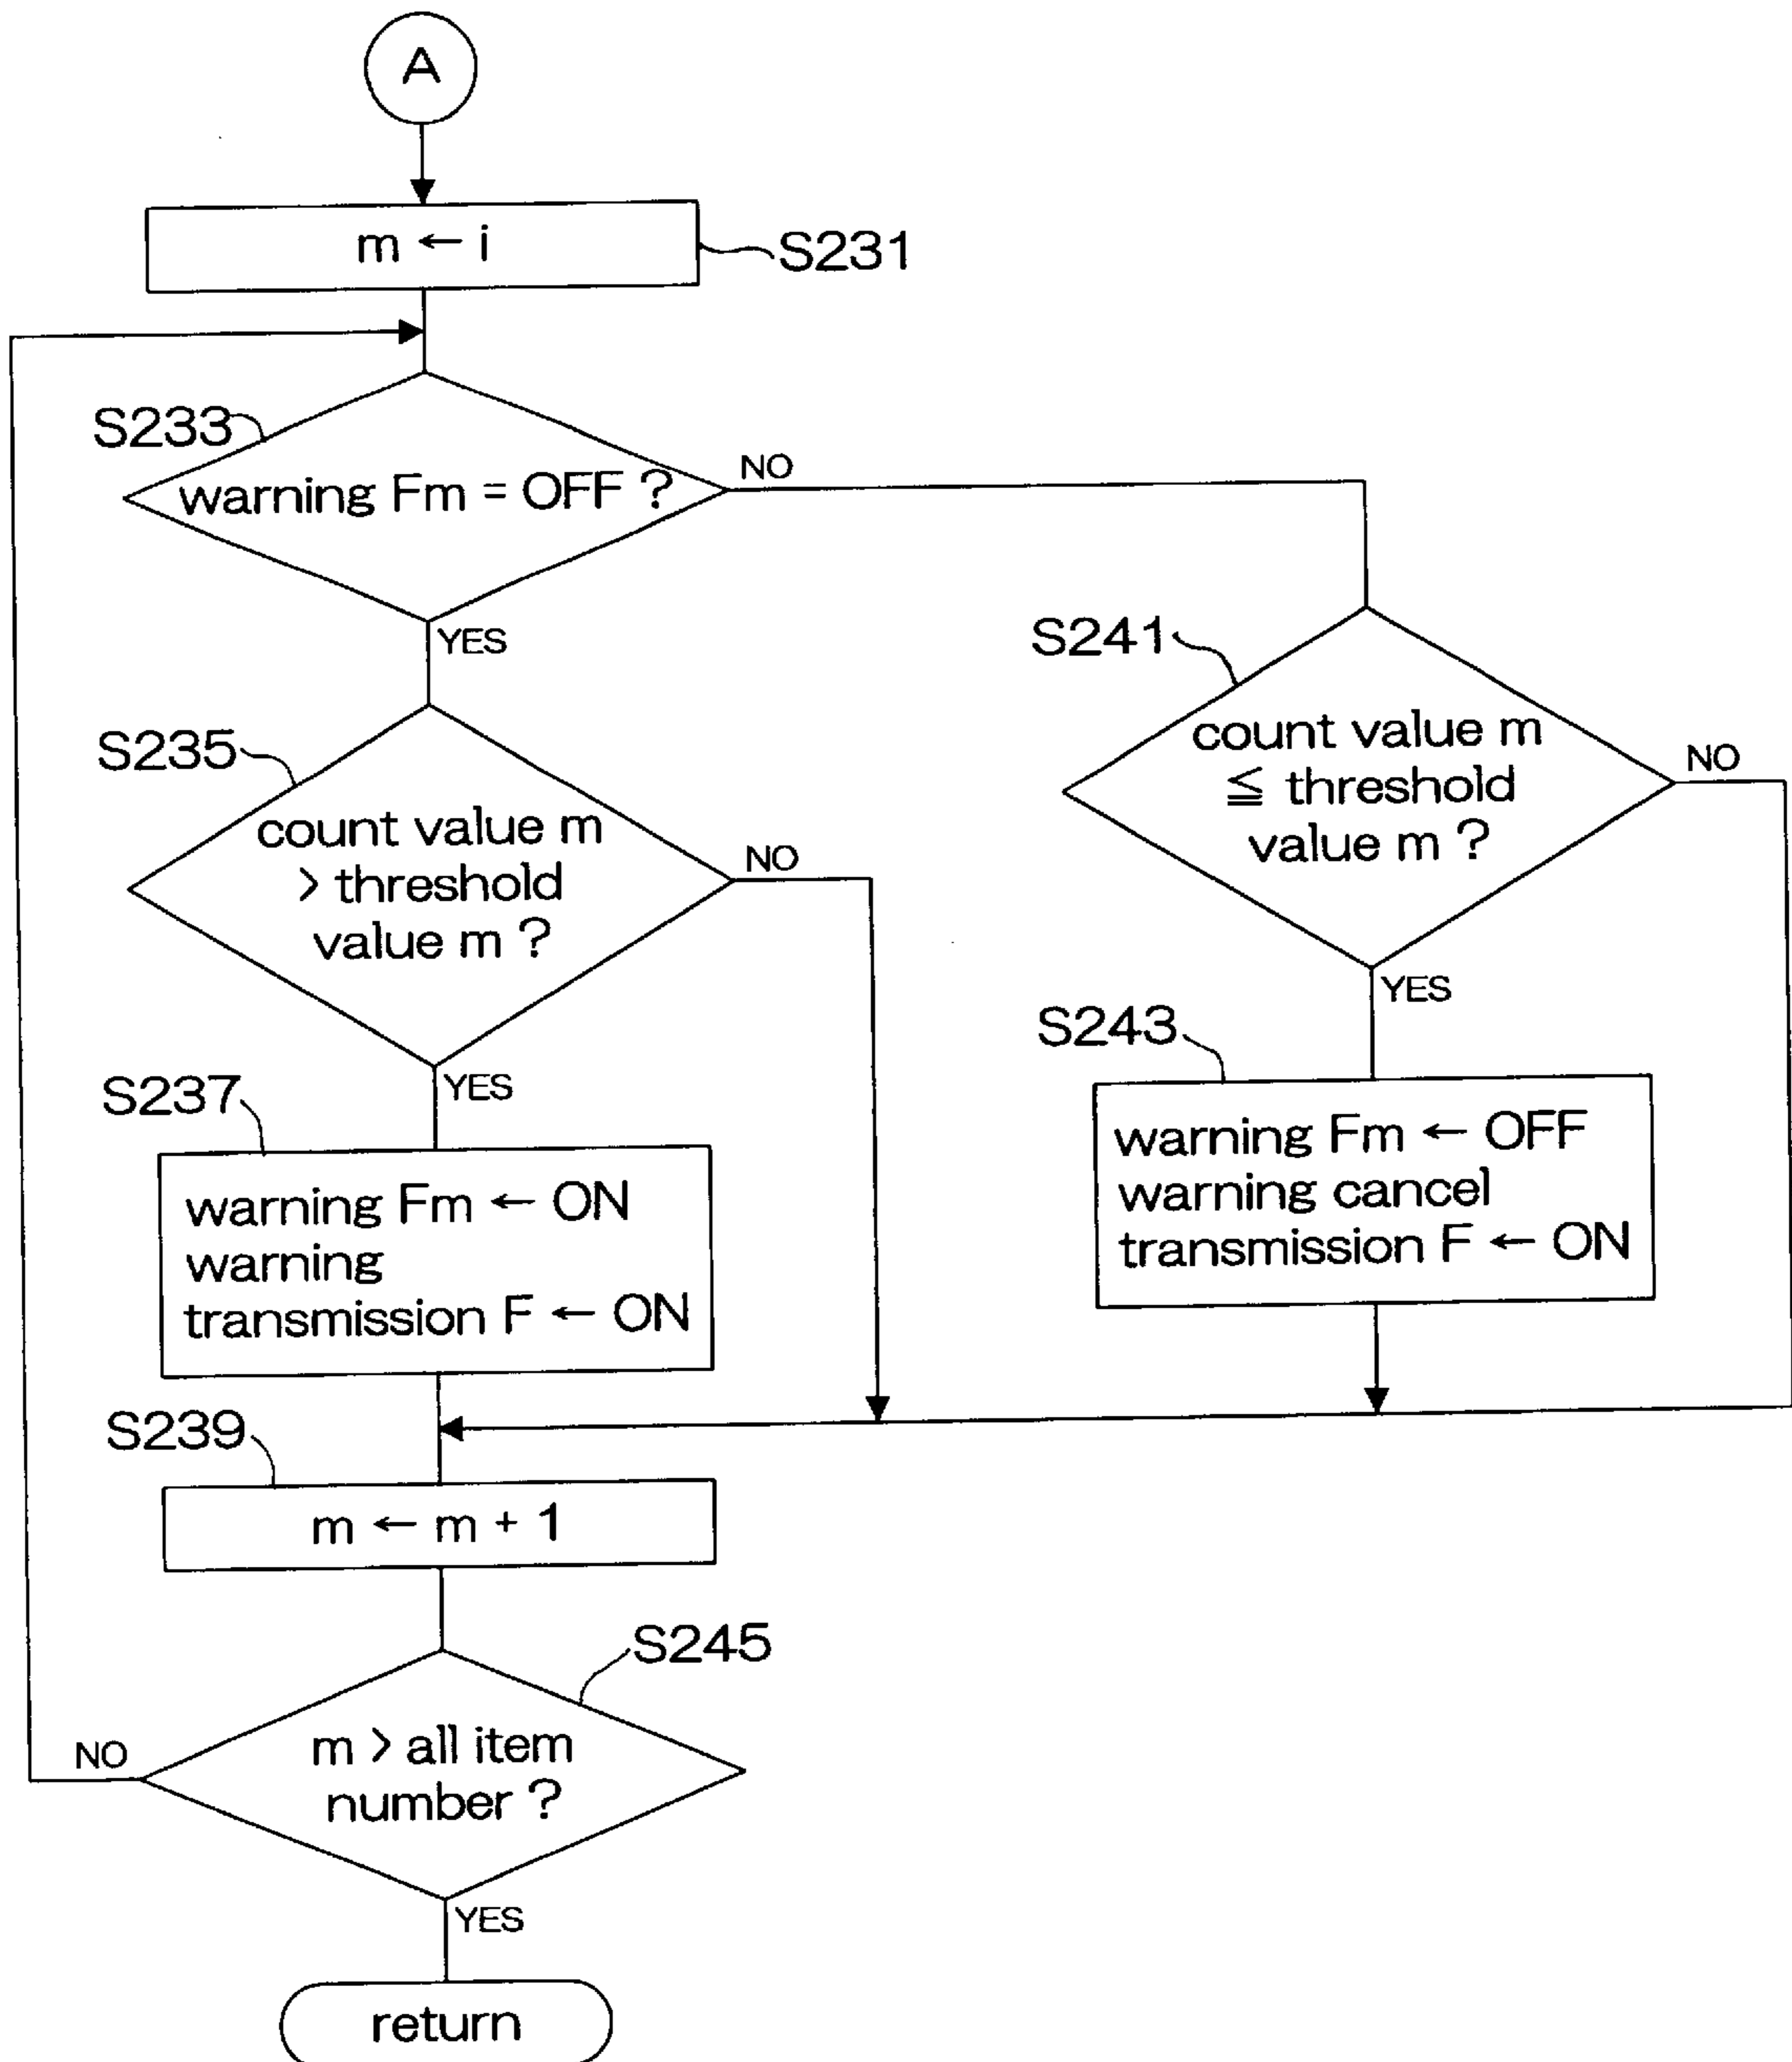 A
m ← i
S231
S233
warning Fm = OFF ?
NO
YES
S241
count value m
≦ threshold
value m ?
NO
YES
S235
count value m
> threshold
value m ?
NO
YES
S243
warning Fm ← OFF
warning cancel
transmission F ← ON
S237
warning Fm ← ON
warning
transmission F ← ON
S239
m ← m + 1
S245
m > all item
number ?
NO
YES
return